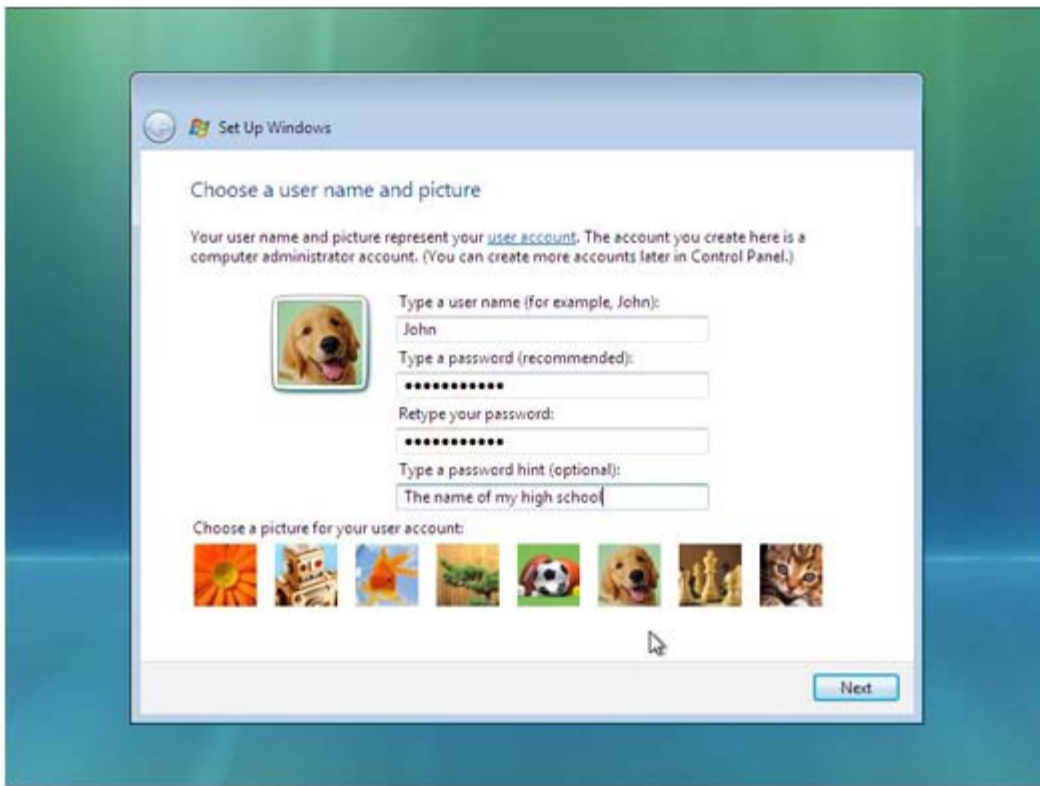 Set Up Windows
Choose a user name and picture
Your user name and picture represent your user account. The account you create here is a
computer administrator account. (You can create more accounts later in Control Panel.)
Type a user name (for example, John):
John
Type a password (recommended):
●●●●●●●●●●●
Retype your password:
●●●●●●●●●●●
Type a password hint (optional):
The name of my high school
Choose a picture for your user account:
Next